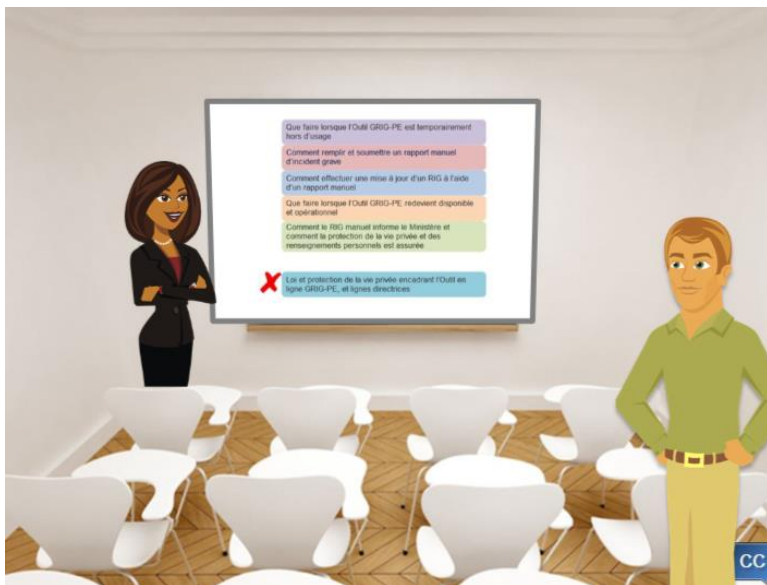 Que faire lorsque l'Outil GRIG-PE est temporairement
hors d'usage
Comment remplir et soumettre un rapport manuel
d'incident grave
Comment effectuer une mise à jour d'un RIG à l'aide
d'un rapport manuel
Que faire lorsque l'Outil GRIG-PE redevient disponible
et opérationnel
Comment le RIG manuel informe le Ministère et
comment la protection de la vie privée et des
renseignements personnels est assurée
Loi et protection de la vie privée encadrant l'Outil en
ligne GRIG-PE, et lignes directrices
CC